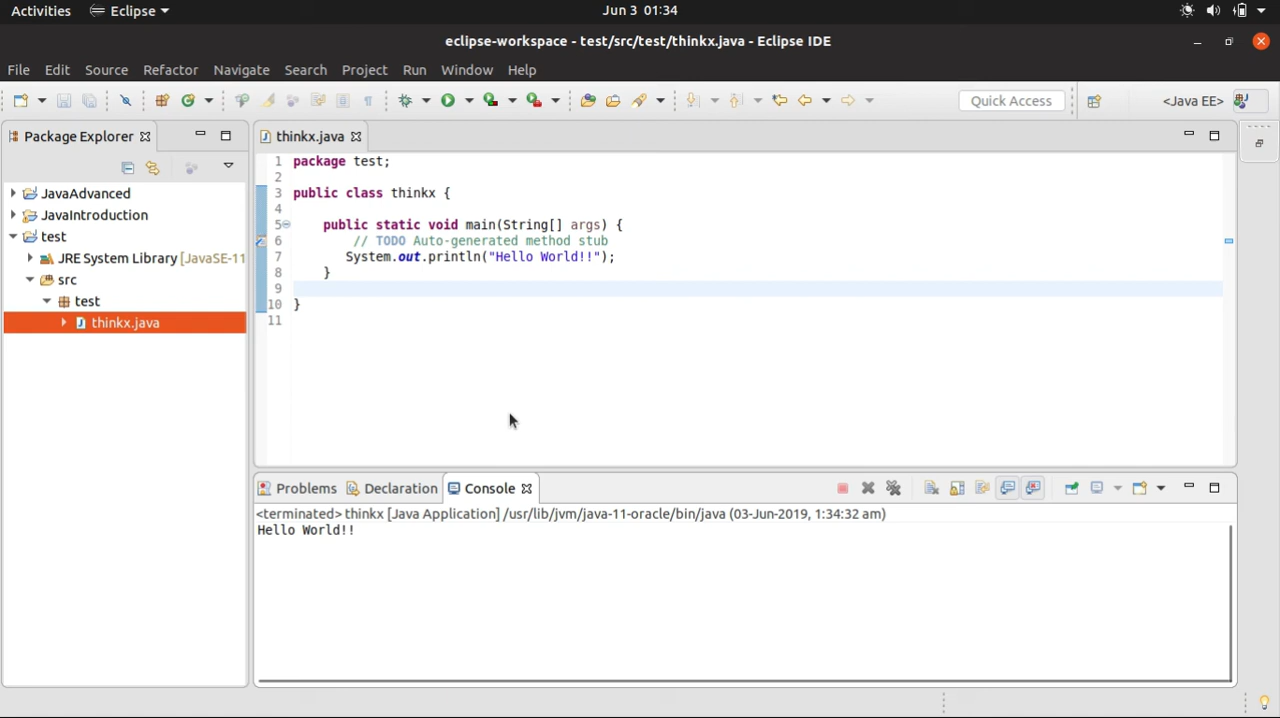 Activities Eclipse Jun 3 01:34
eclipse-workspace - test/src/test/thinkx.java - Eclipse IDE
File Edit Source Refactor Navigate Search Project Run Window Help
Quick Access <Java EE>
Package Explorer
JavaAdvanced
JavaIntroduction
test
JRE System Library [JavaSE-11
src
test
thinkx.java
thinkx.java
1 package test;
2
3 public class thinkx {
4
5 public static void main(String[] args) {
6 // TODO Auto-generated method stub
7 System.out.println("Hello World!!");
8 }
9
10 }
11
Problems Declaration Console
<terminated> thinkx [Java Application] /usr/lib/jvm/java-11-oracle/bin/java (03-Jun-2019, 1:34:32 am)
Hello World!!